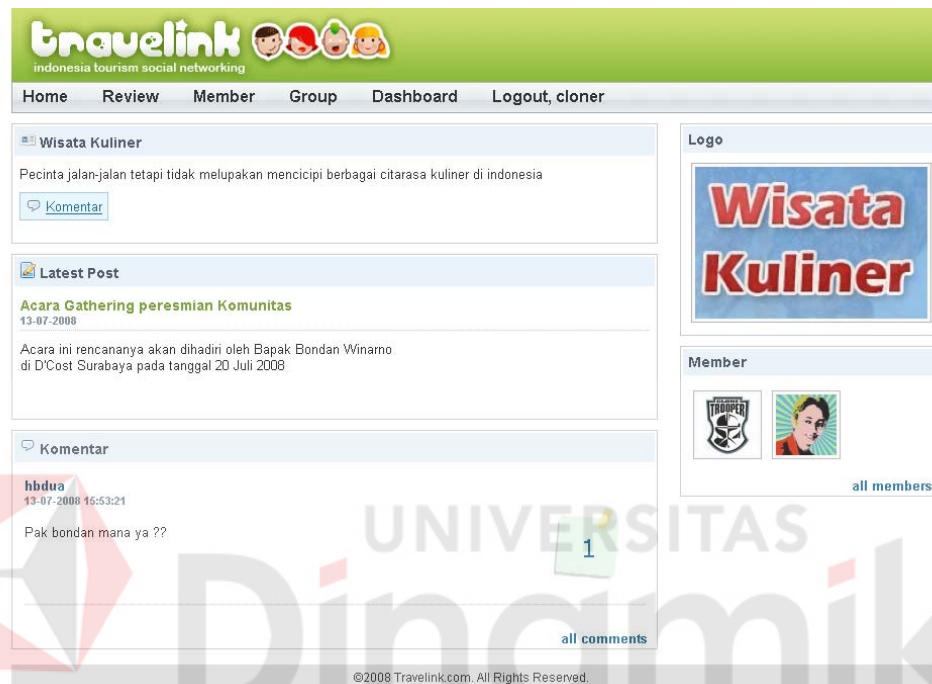 travelink
indonesia tourism social networking
Home Review Member Group Dashboard Logout, cloner
Wisata Kuliner
Pecinta jalan-jalan tetapi tidak melupakan mencicipi berbagai citarasa kuliner di indonesia
Komentar
Latest Post
Acara Gathering peresmian Komunitas
13-07-2008
Acara ini rencananya akan dihadiri oleh Bapak Bondan Winarno
di D'Cost Surabaya pada tanggal 20 Juli 2008
Komentar
hbdua
13-07-2008 15:53:21
Pak bondan mana ya ??
1
all comments
Logo
Wisata
Kuliner
Member
TROOPER
all members
UNIVERSITAS
Dinamik
©2008 Travelink.com. All Rights Reserved.